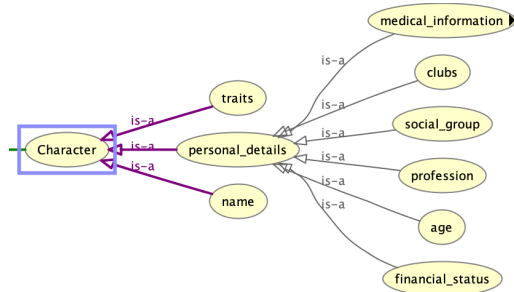 medical_information
is-a
clubs
traits
is-a
is-a
social_group
is-a
Character
is-a
personal_details
is-a
is-a
profession
is-a
name
is-a
age
financial_status